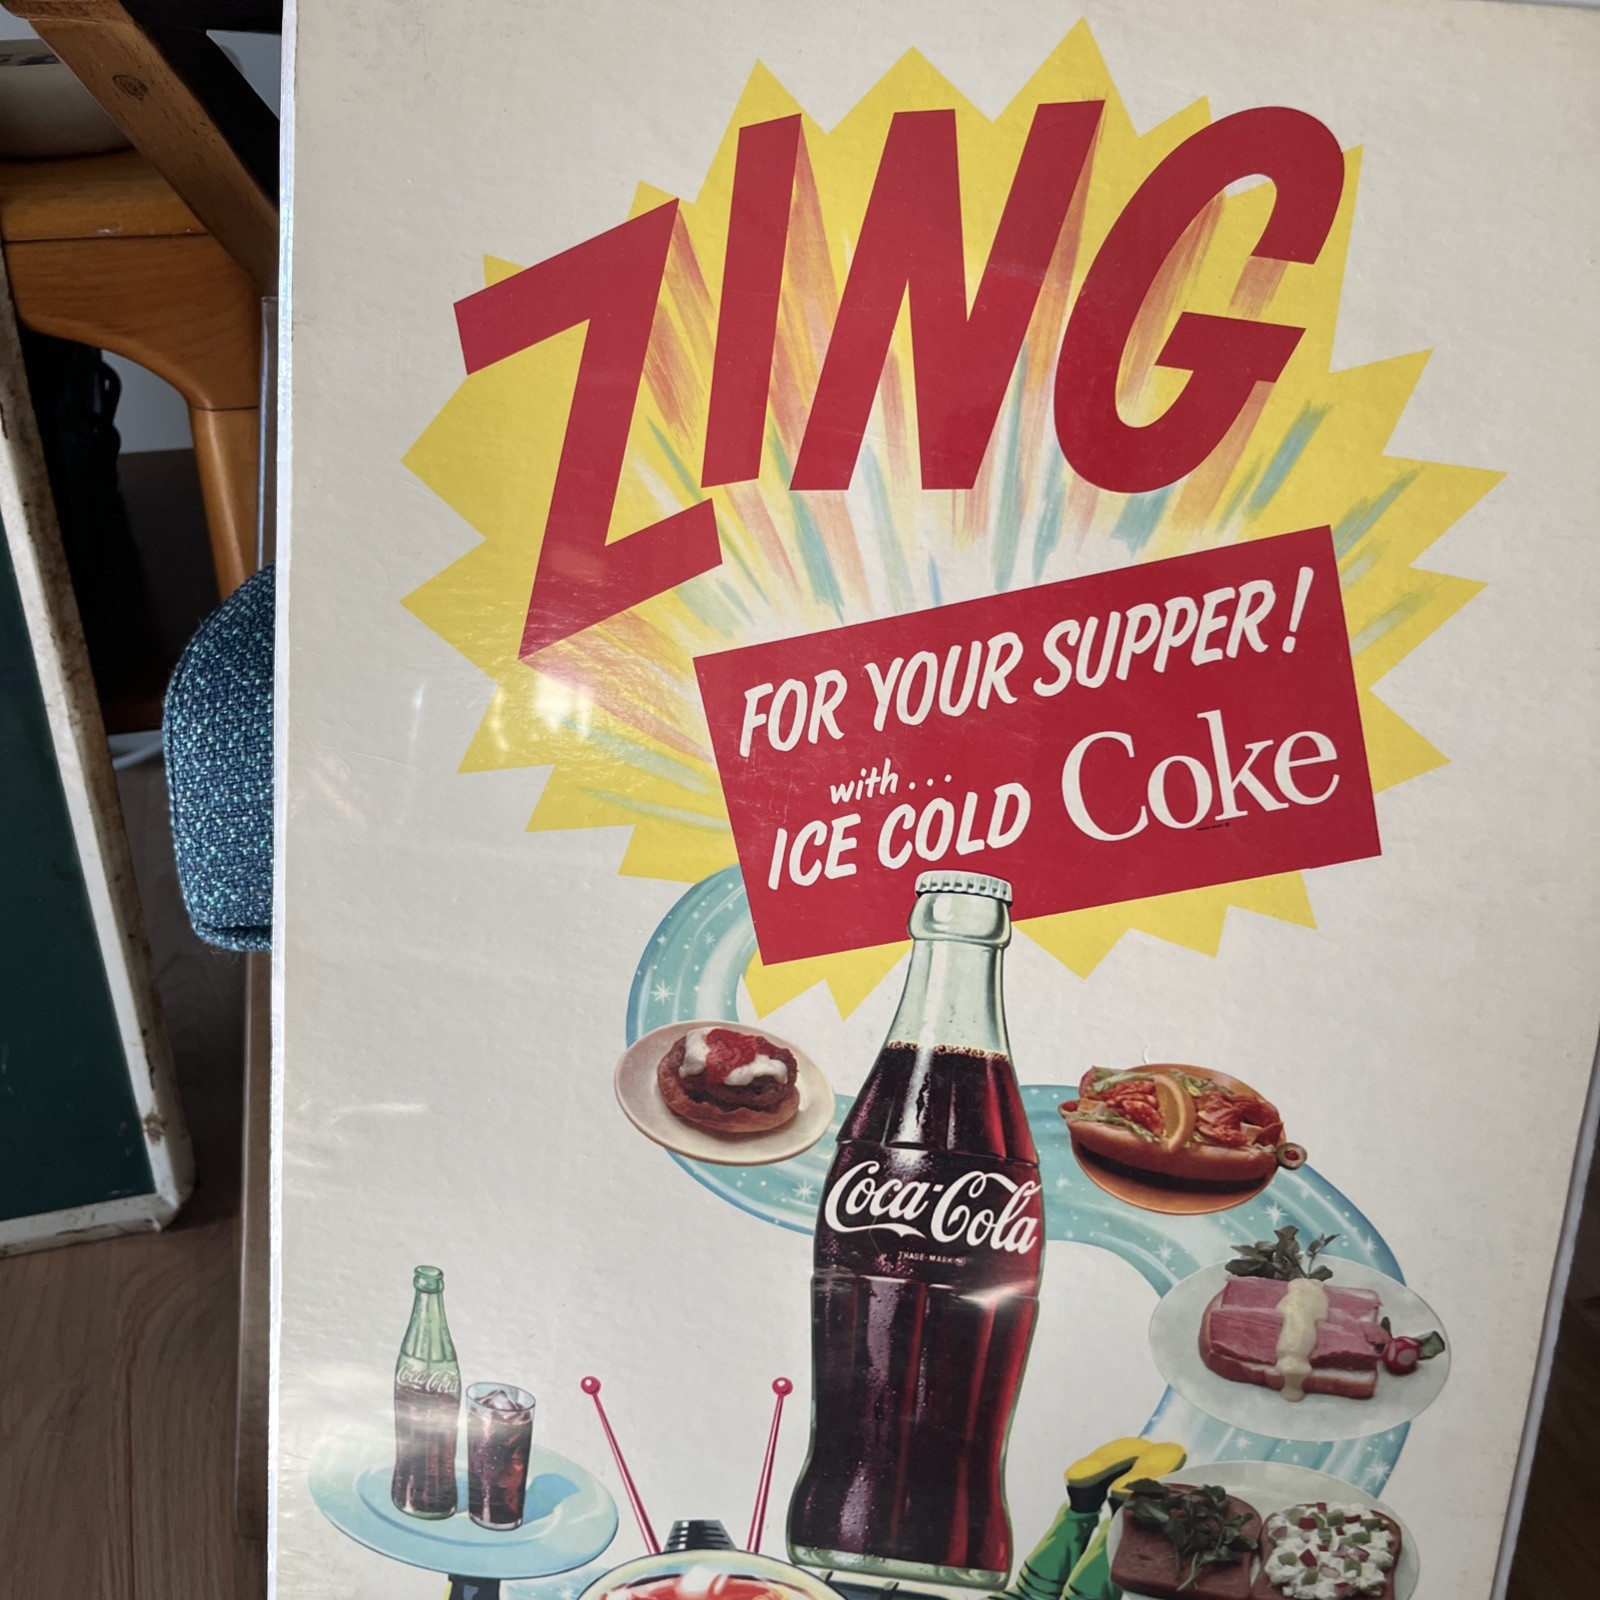 ZING
FOR YOUR SUPPER!
with...
ICE COLD Coke
Coca-Cola
TRADE-MARK ®
Coca-Cola